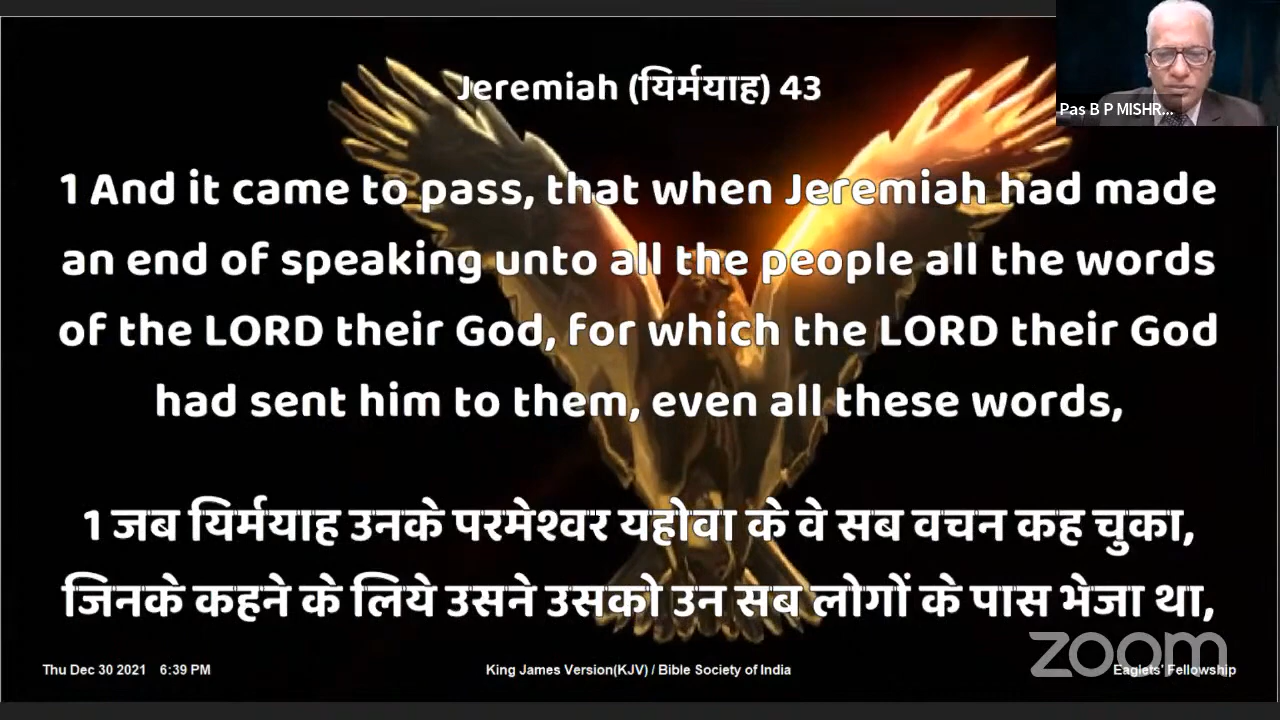 Jeremiah (यिर्मयाह) 43
Pas B P MISHR...
1 And it came to pass, that when Jeremiah had made
an end of speaking unto all the people all the words
of the LORD their God, for which the LORD their God
had sent him to them, even all these words,
1 जब यिर्मयाह उनके परमेश्वर यहोवा के वे सब वचन कह चुका,
जिनके कहने के लिये उसने उसको उन सब लोगों के पास भेजा था,
zoom
Thu Dec 30 2021 6:39 PM
King James Version(KJV) / Bible Society of India
Eaglets' Fellowship